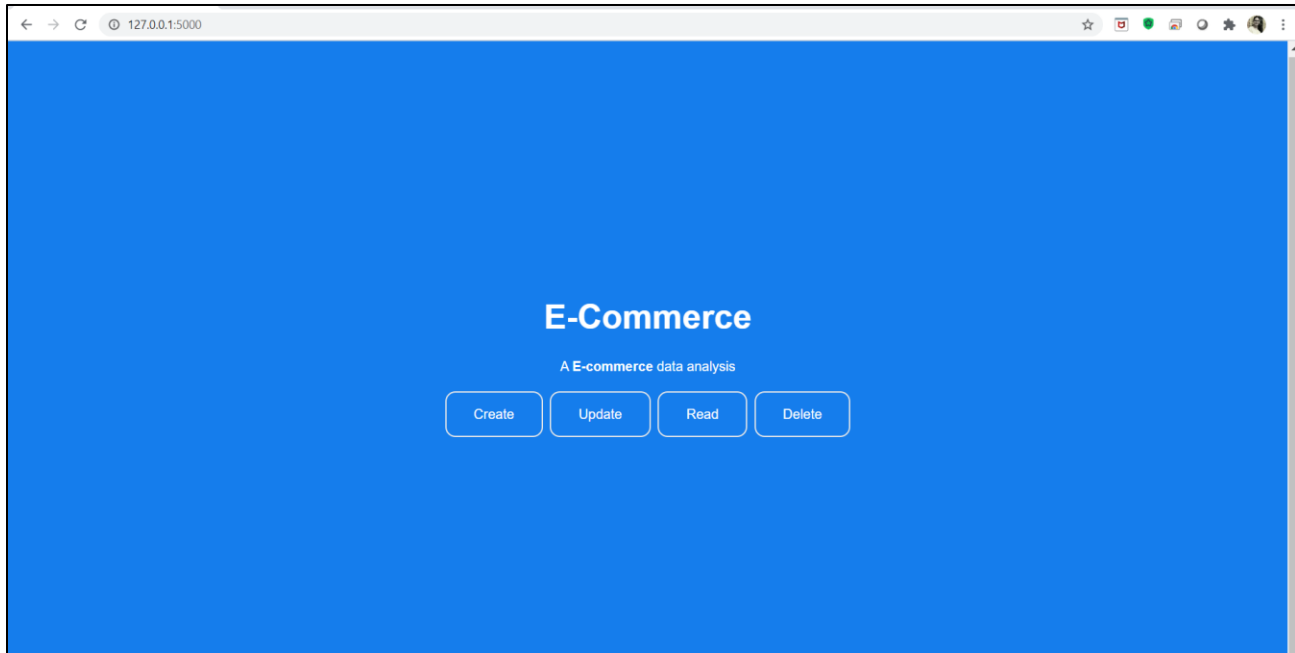 127.0.0.1:5000
E-Commerce
A E-commerce data analysis
Create Update Read Delete